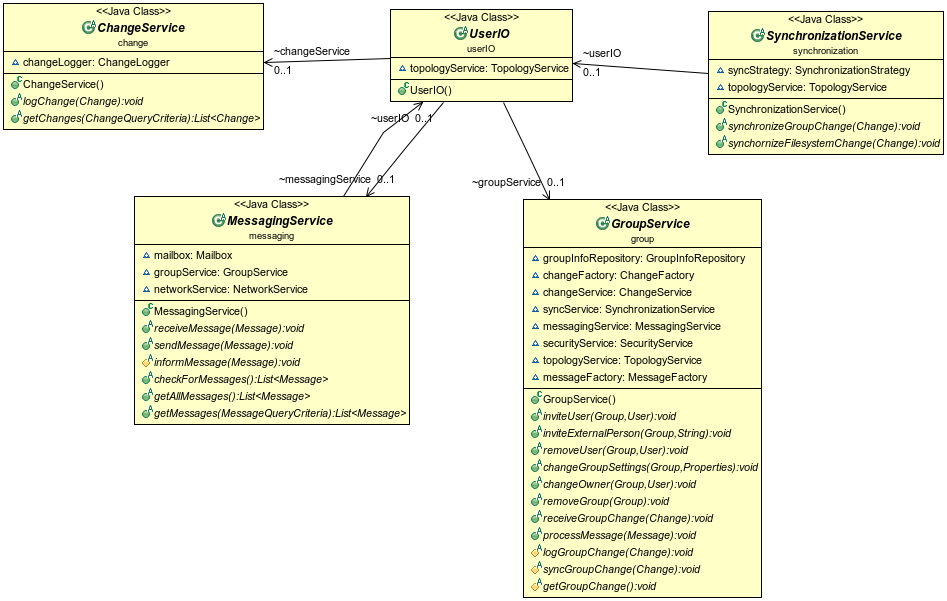 <<Java Class>>
ChangeService
change
changeLogger: ChangeLogger
ChangeService()
logChange(Change):void
getChanges(ChangeQueryCriteria):List<Change>
~changeService
0..1
<<Java Class>>
UserIO
userIO
topologyService: TopologyService
UserIO()
~userIO
0..1
<<Java Class>>
SynchronizationService
synchronization
syncStrategy: SynchronizationStrategy
topologyService: TopologyService
SynchronizationService()
synchronizeGroupChange(Change):void
synchornizeFilesystemChange(Change):void
~userIO 0..1
~messagingService 0..1
~groupService 0..1
<<Java Class>>
MessagingService
messaging
mailbox: Mailbox
groupService: GroupService
networkService: NetworkService
MessagingService()
receiveMessage(Message):void
sendMessage(Message):void
informMessage(Message):void
checkForMessages():List<Message>
getAllMessages():List<Message>
getMessages(MessageQueryCriteria):List<Message>
<<Java Class>>
GroupService
group
groupInfoRepository: GroupInfoRepository
changeFactory: ChangeFactory
changeService: ChangeService
syncService: SynchronizationService
messagingService: MessagingService
securityService: SecurityService
topologyService: TopologyService
messageFactory: MessageFactory
GroupService()
inviteUser(Group,User):void
inviteExternalPerson(Group,String):void
removeUser(Group,User):void
changeGroupSettings(Group,Properties):void
changeOwner(Group,User):void
removeGroup(Group):void
receiveGroupChange(Change):void
processMessage(Message):void
logGroupChange(Change):void
syncGroupChange(Change):void
getGroupChange():void